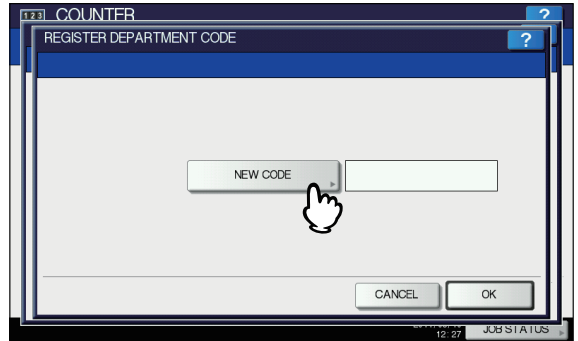 123 COUNTER ?
REGISTER DEPARTMENT CODE ?
NEW CODE
CANCEL OK
12:27 JOB STATUS